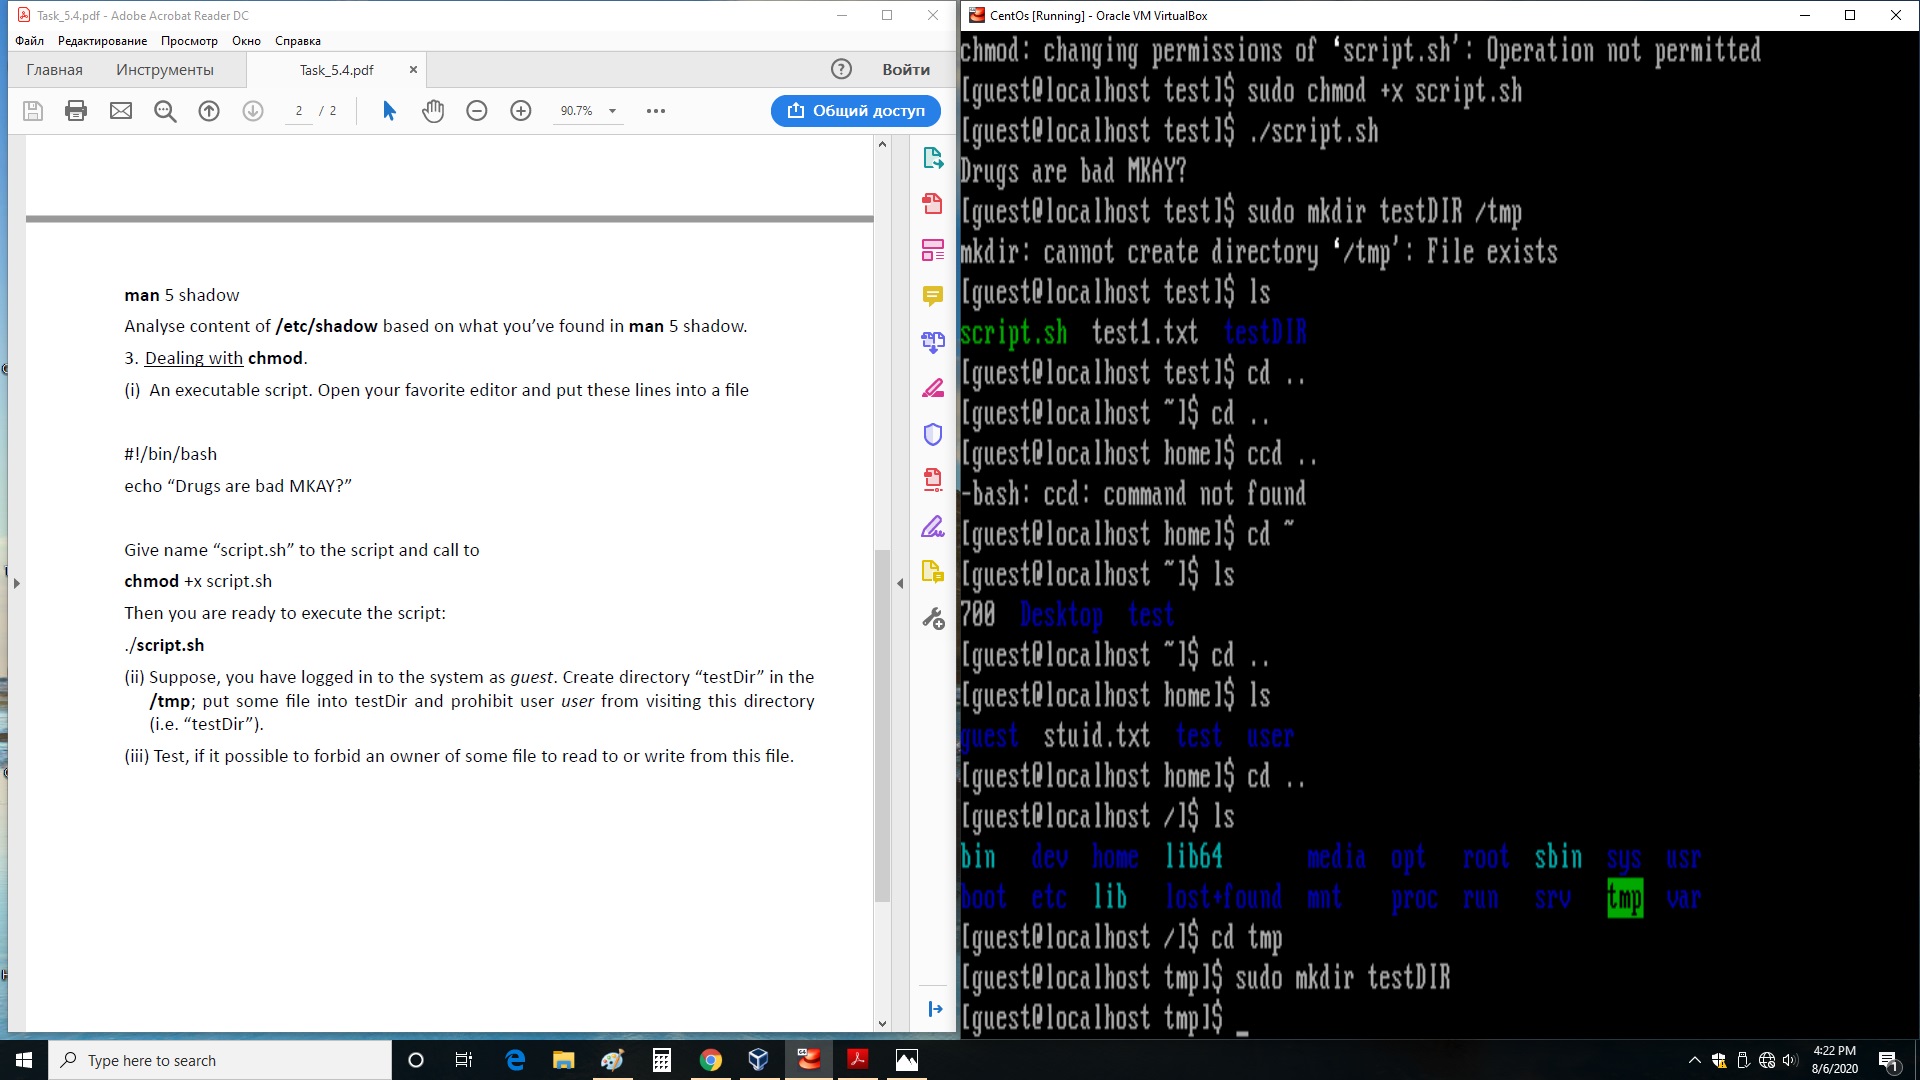 Task_5.4.pdf - Adobe Acrobat Reader DC
Файл Редактирование Просмотр Окно Справка
Главная Инструменты Task_5.4.pdf × ? Войти
2 / 2 90.7% Общий доступ
man 5 shadow
Analyse content of /etc/shadow based on what you’ve found in man 5 shadow.
3. Dealing with chmod.
(i) An executable script. Open your favorite editor and put these lines into a file
#!/bin/bash
echo “Drugs are bad MKAY?”
Give name “script.sh” to the script and call to
chmod +x script.sh
Then you are ready to execute the script:
./script.sh
(ii) Suppose, you have logged in to the system as guest. Create directory “testDir” in the
/tmp; put some file into testDir and prohibit user user from visiting this directory
(i.e. “testDir”).
(iii) Test, if it possible to forbid an owner of some file to read to or write from this file.
CentOs [Running] - Oracle VM VirtualBox
chmod: changing permissions of ‘script.sh’: Operation not permitted
[guest@localhost test]$ sudo chmod +x script.sh
[guest@localhost test]$ ./script.sh
Drugs are bad MKAY?
[guest@localhost test]$ sudo mkdir testDIR /tmp
mkdir: cannot create directory ‘/tmp’: File exists
[guest@localhost test]$ ls
script.sh test1.txt testDIR
[guest@localhost test]$ cd ..
[guest@localhost ~]$ cd ..
[guest@localhost home]$ ccd ..
-bash: ccd: command not found
[guest@localhost home]$ cd ~
[guest@localhost ~]$ ls
700 Desktop test
[guest@localhost ~]$ cd ..
[guest@localhost home]$ ls
guest stuid.txt test user
[guest@localhost home]$ cd ..
[guest@localhost /]$ ls
bin dev home lib64 media opt root sbin sys usr
boot etc lib lost+found mnt proc run srv tmp var
[guest@localhost /]$ cd tmp
[guest@localhost tmp]$ sudo mkdir testDIR
[guest@localhost tmp]$ _
Type here to search
4:22 PM
8/6/2020
1